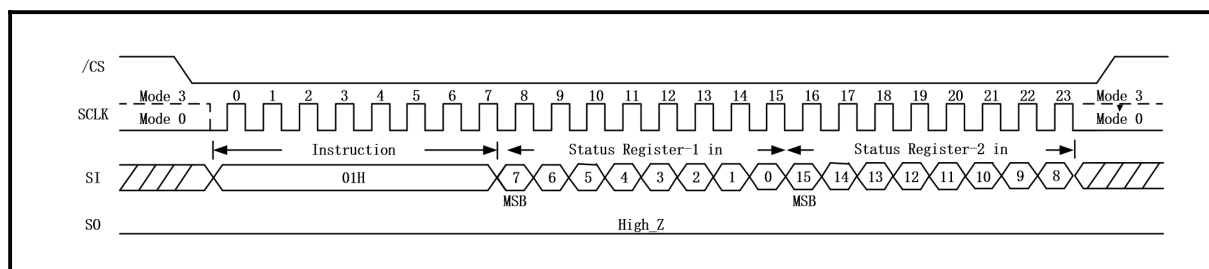 /CS
Mode 3 0 1 2 3 4 5 6 7 8 9 10 11 12 13 14 15 16 17 18 19 20 21 22 23 Mode 3
SCLK
Mode 0 Mode 0
Instruction Status Register-1 in Status Register-2 in
SI 01H 7 6 5 4 3 2 1 0 15 14 13 12 11 10 9 8
MSB MSB
SO High_Z